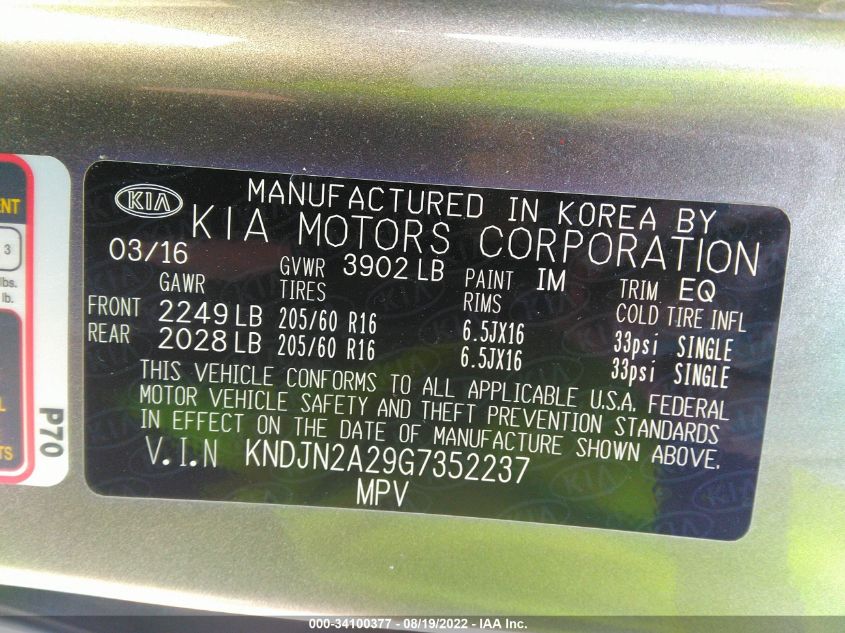 KIA
MANUFACTURED IN KOREA BY
KIA MOTORS CORPORATION
03/16 GVWR 3902 LB PAINT IM TRIM EQ
GAWR TIRES RIMS COLD TIRE INFL
FRONT 2249 LB 205/60 R16 6.5JX16 33psi SINGLE
REAR 2028 LB 205/60 R16 6.5JX16 33psi SINGLE
THIS VEHICLE CONFORMS TO ALL APPLICABLE U.S.A. FEDERAL
MOTOR VEHICLE SAFETY AND THEFT PREVENTION STANDARDS
IN EFFECT ON THE DATE OF MANUFACTURE SHOWN ABOVE.
V.I.N KNDJN2A29G7352237
MPV
3
lbs.
lb.
P70
000-34100377 - 08/19/2022 - IAA Inc.